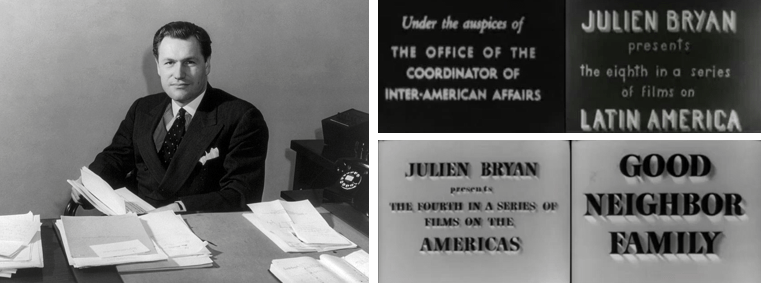 Under the auspices of
THE OFFICE OF THE
COORDINATOR OF
INTER-AMERICAN AFFAIRS
JULIEN BRYAN
presents
the eighth in a series
of films on
LATIN AMERICA
JULIEN BRYAN
presents
THE FOURTH IN A SERIES OF
FILMS ON THE
AMERICAS
GOOD
NEIGHBOR
FAMILY